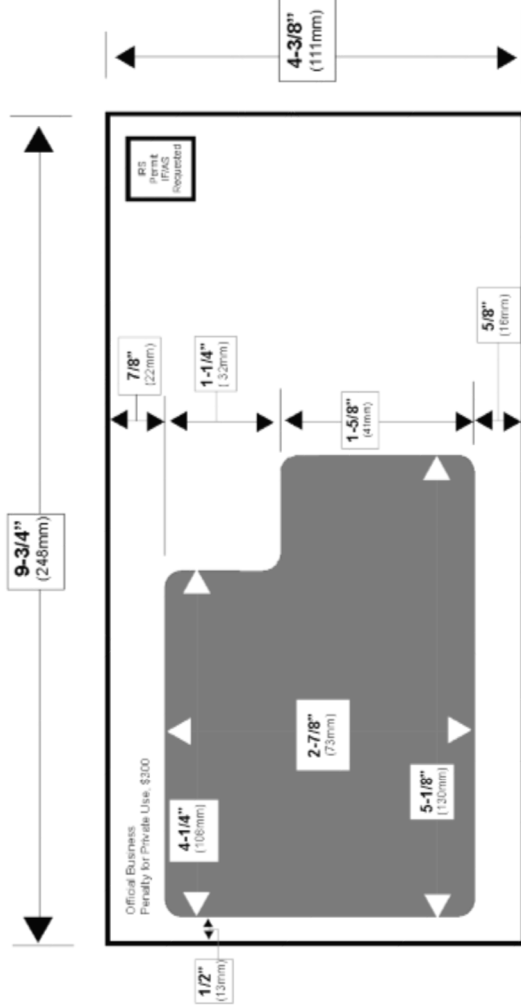 9-3/4"
(248mm)
4-3/8"
(111mm)
Official Business
Penalty for Private Use, $300
IRS
Permit
IF/AS
Requested
7/8"
(22mm)
1-1/4"
(32mm)
1-5/8"
(41mm)
5/8"
(16mm)
4-1/4"
(108mm)
2-7/8"
(73mm)
5-1/8"
(130mm)
1/2"
(13mm)